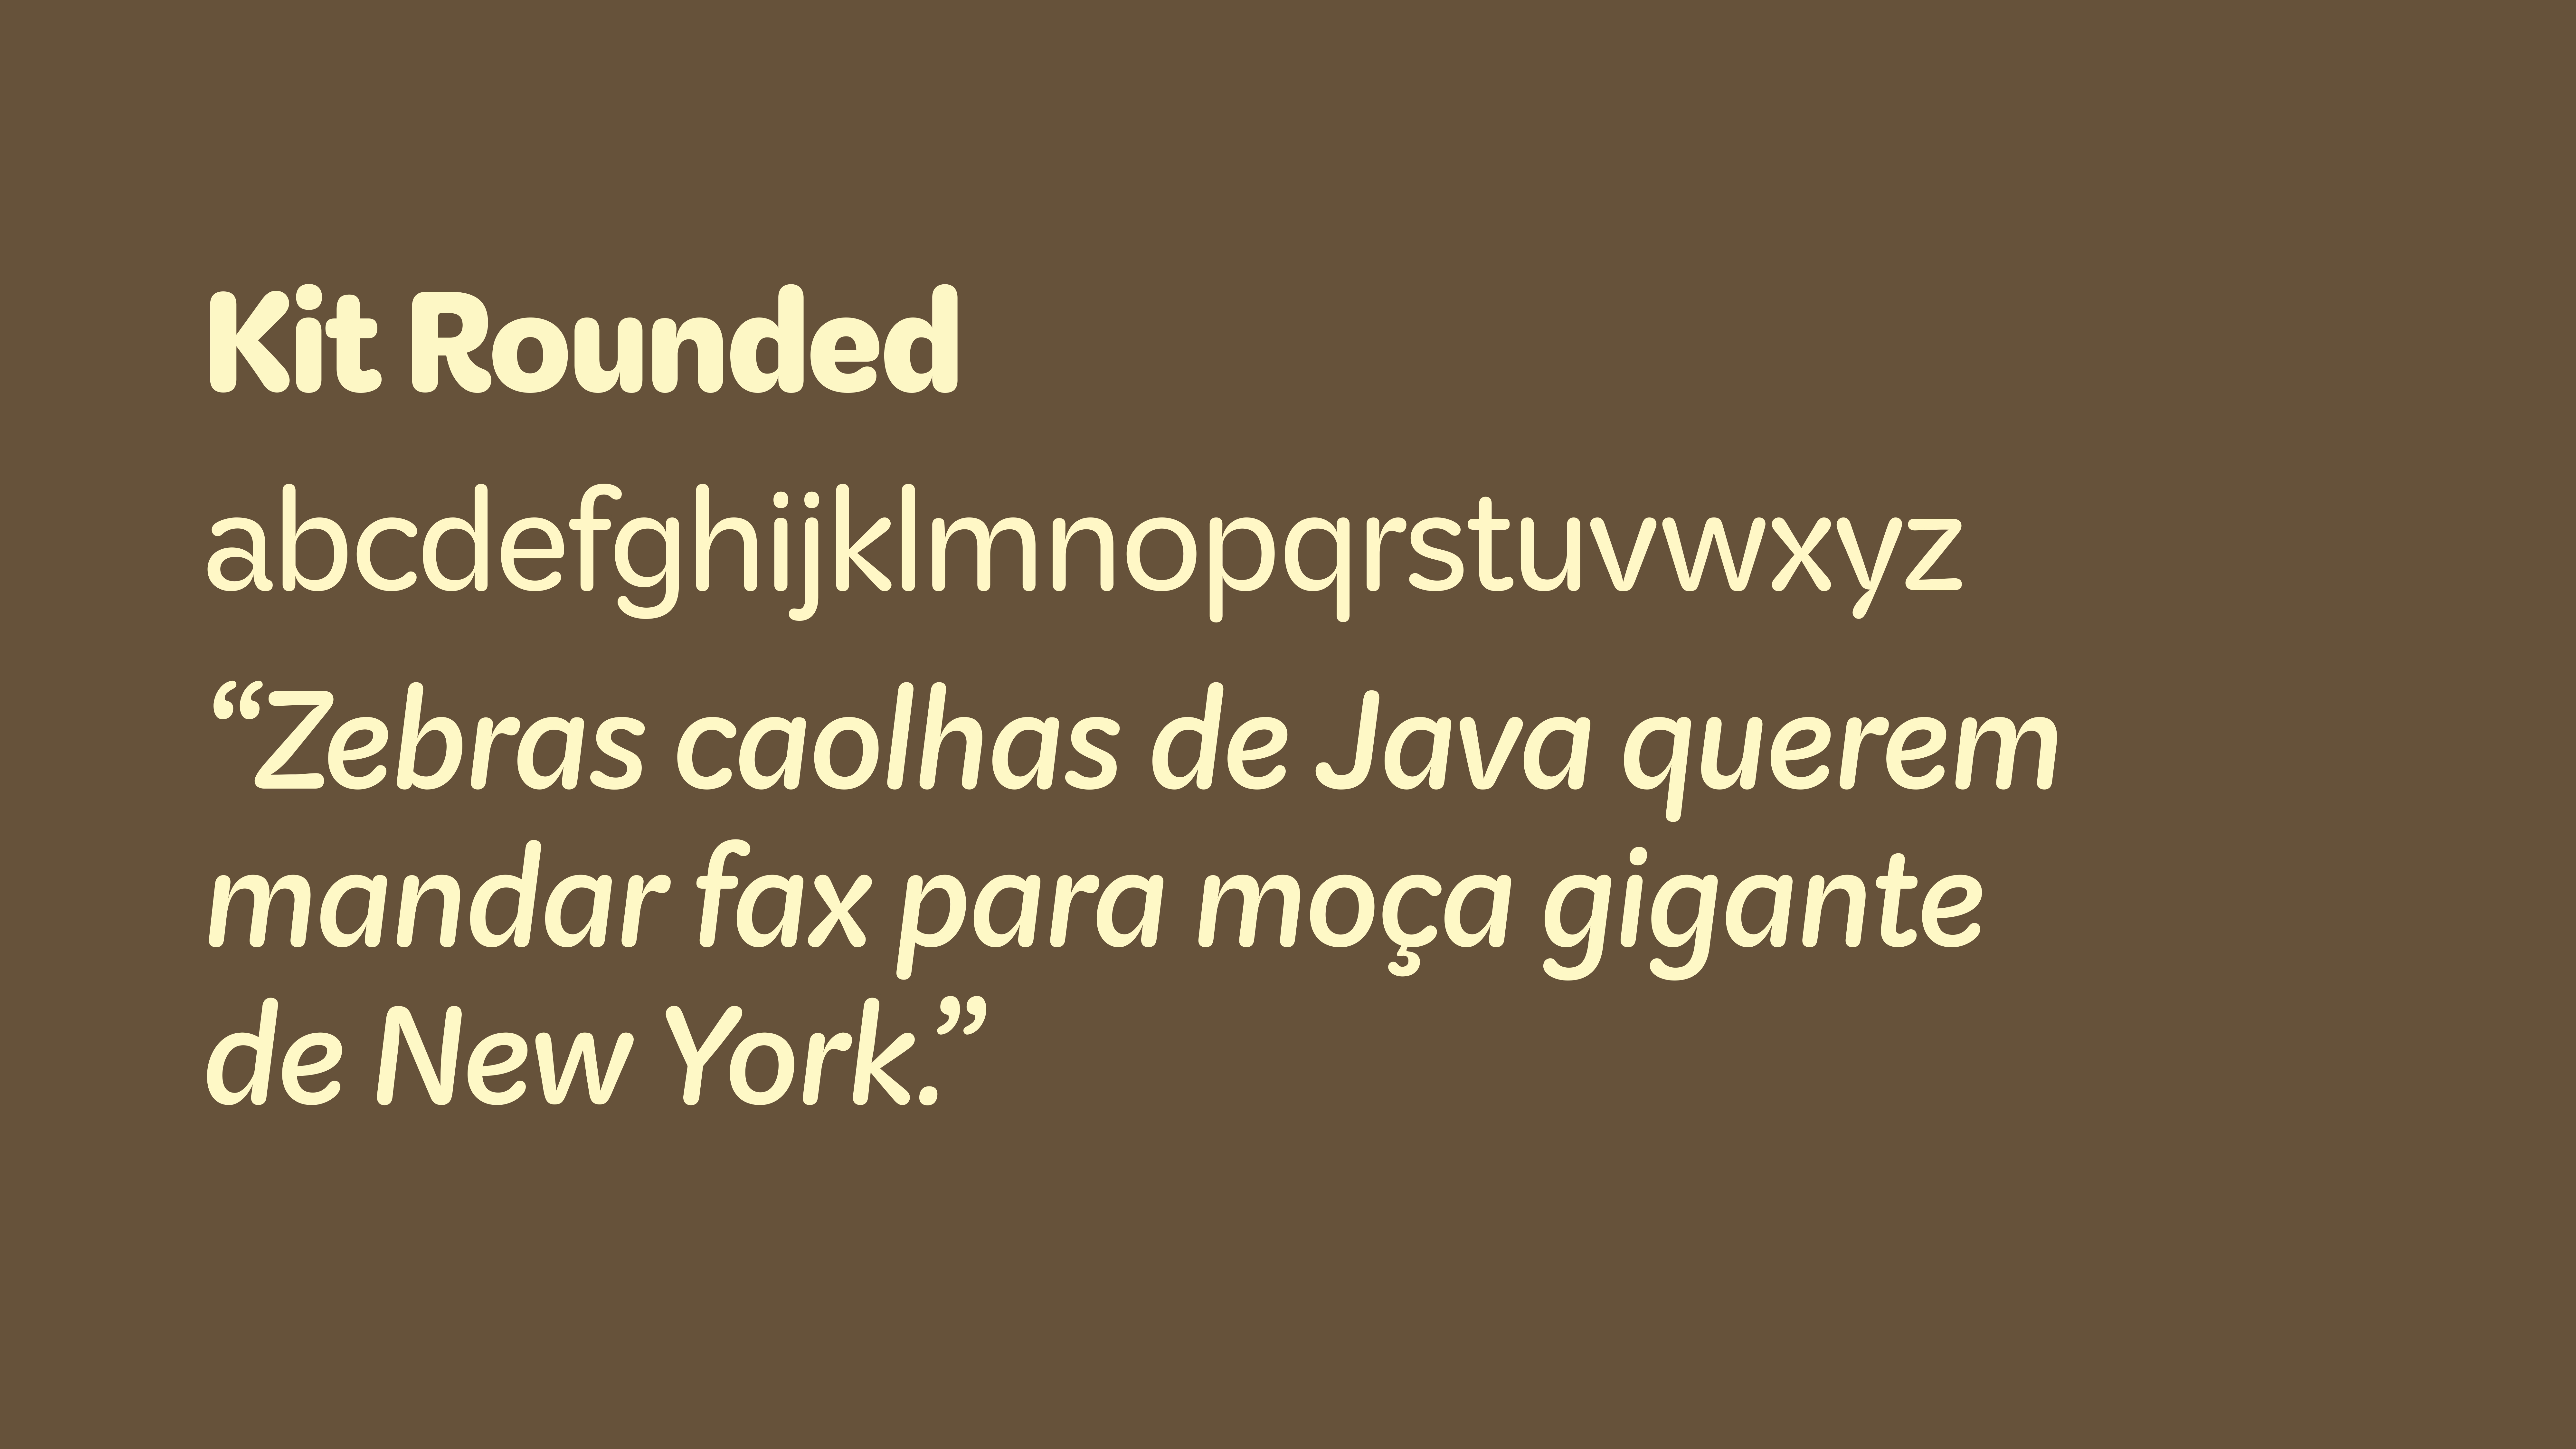 Kit Rounded
abcdefghijklmnopqrstuvwxyz
“Zebras caolhas de Java querem
mandar fax para moça gigante
de New York.”